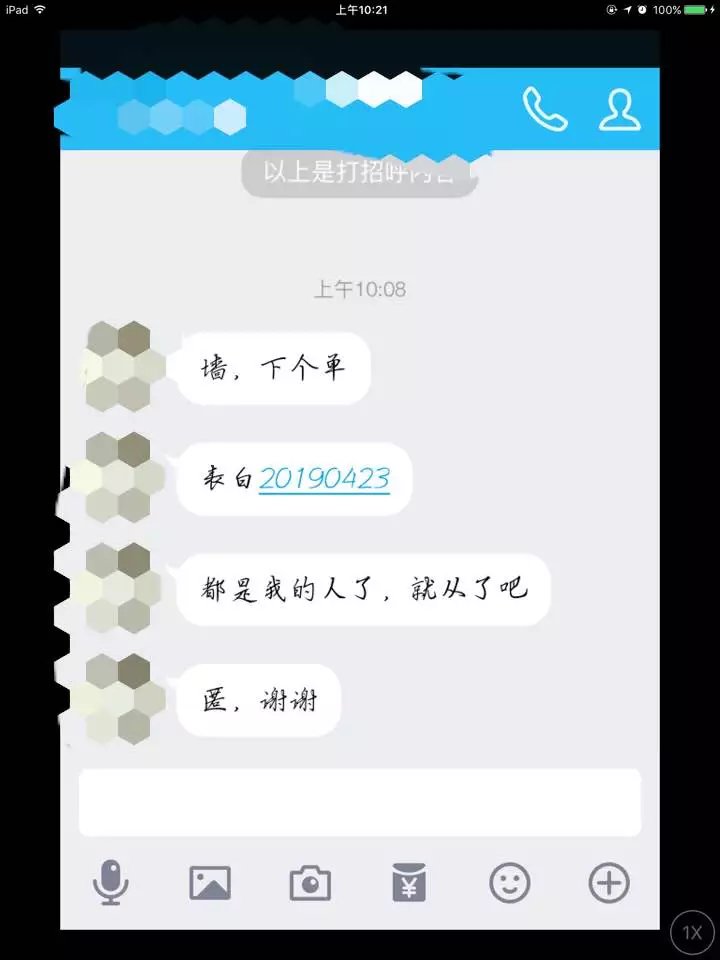 iPad
上午10:21
100%
以上是打招呼内容
上午10:08
墙，下个单
表白20190423
都是我的人了，就从了吧
匿，谢谢
1X